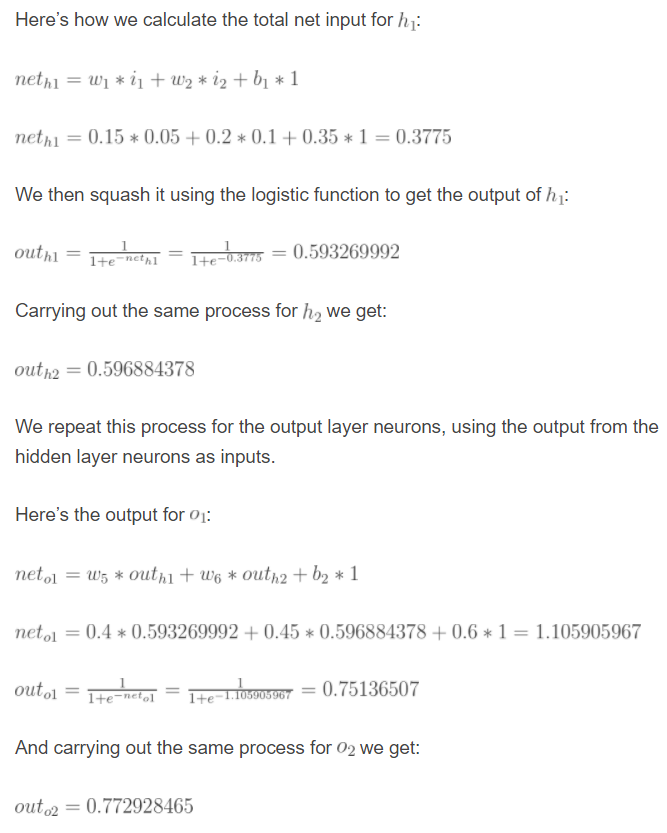 Here's how we calculate the total net input for $h_1$:
$net_{h1} = w_1 * i_1 + w_2 * i_2 + b_1 * 1$
$net_{h1} = 0.15 * 0.05 + 0.2 * 0.1 + 0.35 * 1 = 0.3775$
We then squash it using the logistic function to get the output of $h_1$:
$out_{h1} = \frac{1}{1+e^{-net_{h1}}} = \frac{1}{1+e^{-0.3775}} = 0.593269992$
Carrying out the same process for $h_2$ we get:
$out_{h2} = 0.596884378$
We repeat this process for the output layer neurons, using the output from the
hidden layer neurons as inputs.
Here's the output for $o_1$:
$net_{o1} = w_5 * out_{h1} + w_6 * out_{h2} + b_2 * 1$
$net_{o1} = 0.4 * 0.593269992 + 0.45 * 0.596884378 + 0.6 * 1 = 1.105905967$
$out_{o1} = \frac{1}{1+e^{-net_{o1}}} = \frac{1}{1+e^{-1.105905967}} = 0.75136507$
And carrying out the same process for $o_2$ we get:
$out_{o2} = 0.772928465$